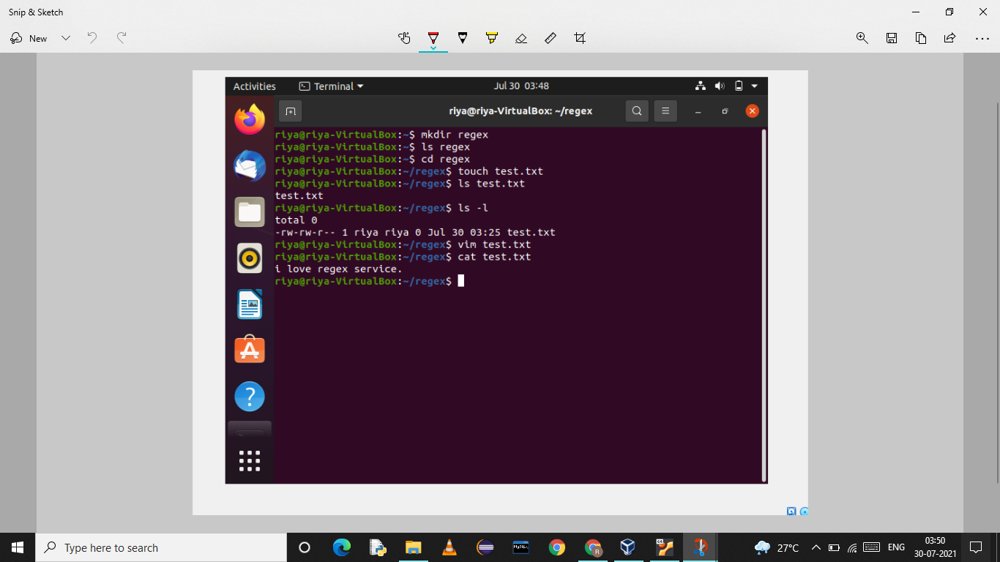 Snip & Sketch
New
Activities
Terminal
Jul 30 03:48
riya@riya-VirtualBox: ~/regex
riya@riya-VirtualBox:~$ mkdir regex
riya@riya-VirtualBox:~$ ls regex
riya@riya-VirtualBox:~$ cd regex
riya@riya-VirtualBox:~/regex$ touch test.txt
riya@riya-VirtualBox:~/regex$ ls test.txt
test.txt
riya@riya-VirtualBox:~/regex$ ls -l
total 0
-rw-rw-r-- 1 riya riya 0 Jul 30 03:25 test.txt
riya@riya-VirtualBox:~/regex$ vim test.txt
riya@riya-VirtualBox:~/regex$ cat test.txt
i love regex service.
riya@riya-VirtualBox:~/regex$
Type here to search
MySQL
R
27°C
ENG
03:50
30-07-2021